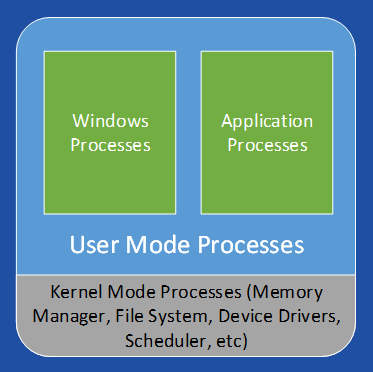 Windows
Processes
Application
Processes
User Mode Processes
Kernel Mode Processes (Memory
Manager, File System, Device Drivers,
Scheduler, etc)